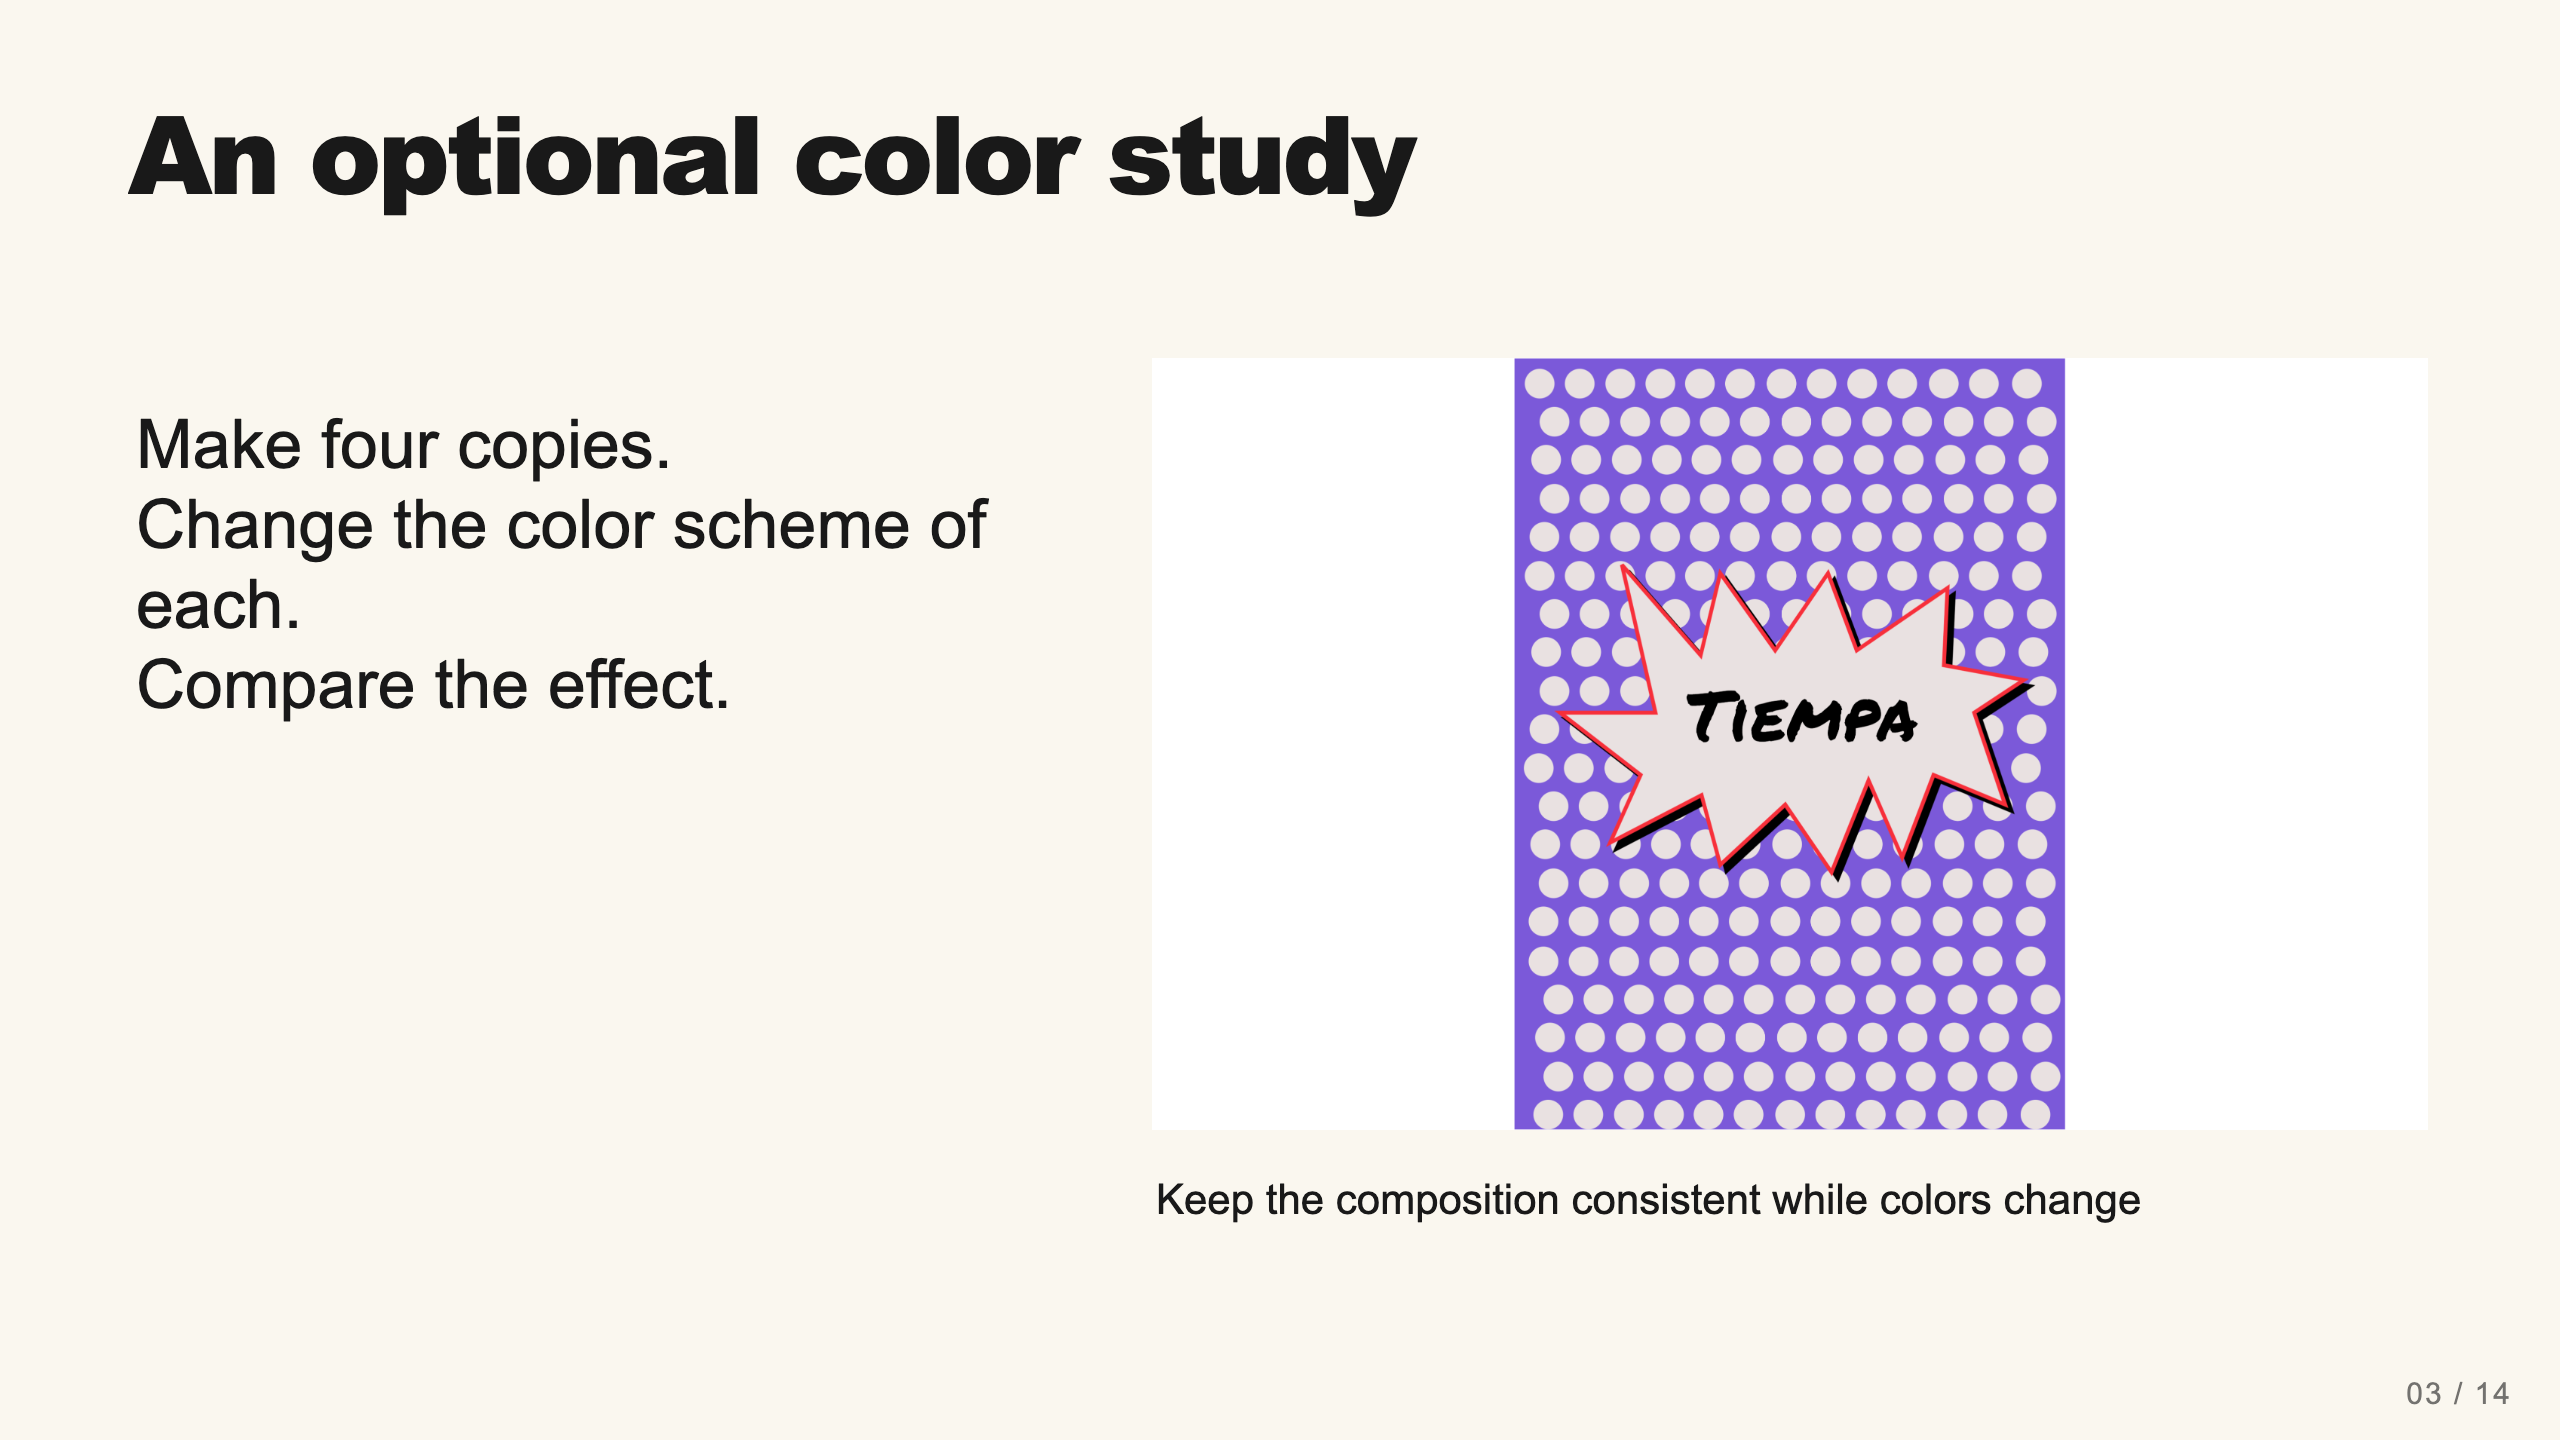 An optional color study
Make four copies.
Change the color scheme of
each.
Compare the effect.
Tiempa
Keep the composition consistent while colors change
03 / 14